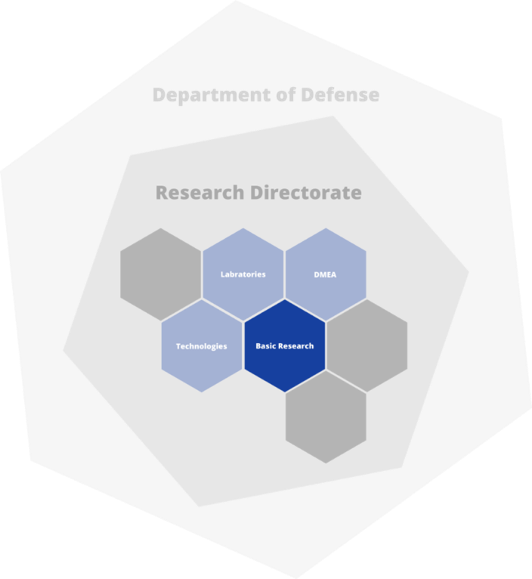 Department of Defense
Research Directorate
Labratories
DMEA
Technologies
Basic Research